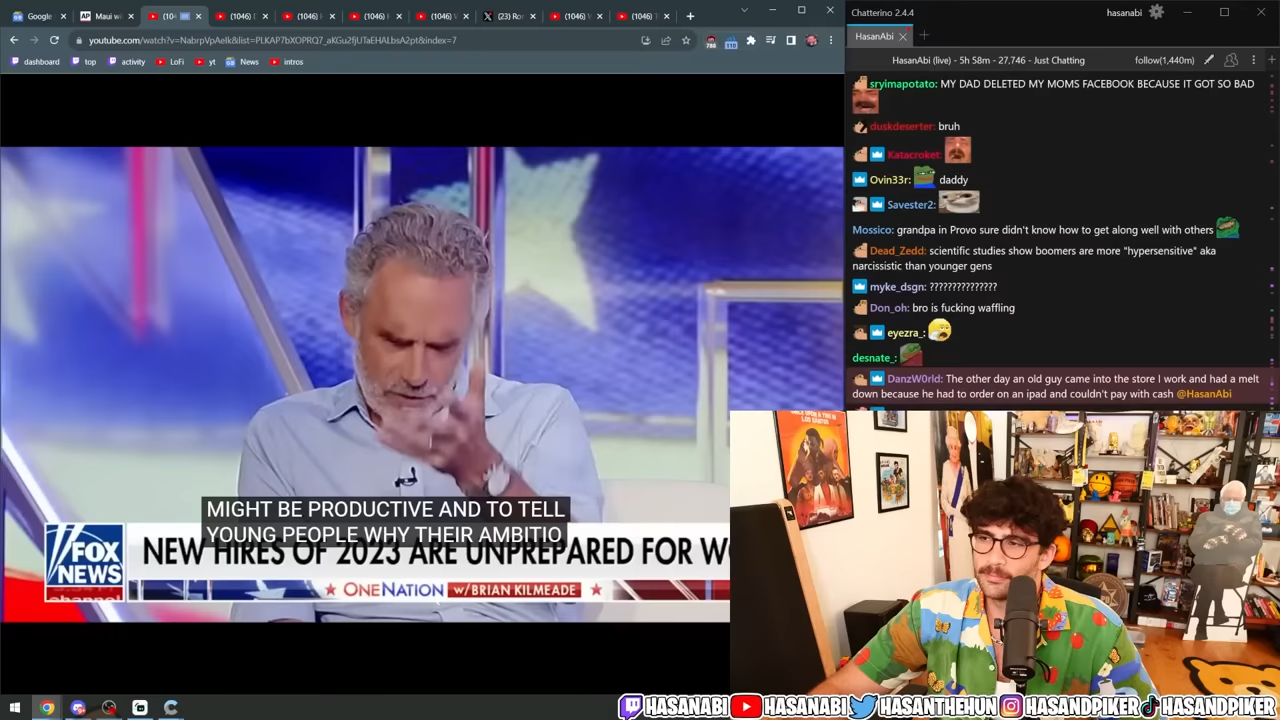 Google
Maui w
(104
(1046)
(1046)
(1046)
(1046)
(23) Ro
(1046)
(1046)
youtube.com/watch?v=NabrpVpAeIk&list=PLKAP7bXOPRQ7_aKGu2fjUTaEHALbsA2pt&index=7
788
110
dashboard
top
activity
LoFi
yt
News
intros
MIGHT BE PRODUCTIVE AND TO TELL
YOUNG PEOPLE WHY THEIR AMBITIO
FOX
NEWS
channel
NEW HIRES OF 2023 ARE UNPREPARED FOR W
ONE NATION W/BRIAN KILMEADE
Chatterino 2.4.4
hasanabi
HasanAbi
HasanAbi (live) - 5h 58m - 27,746 - Just Chatting
follow(1,440m)
sryimapotato: MY DAD DELETED MY MOMS FACEBOOK BECAUSE IT GOT SO BAD
duskdeserter: bruh
Katacroket:
Ovin33r: daddy
Savester2:
Mossico: grandpa in Provo sure didn't know how to get along well with others
Dead_Zedd: scientific studies show boomers are more "hypersensitive" aka
narcissistic than younger gens
myke_dsgn: ???????????????
Don_oh: bro is fucking waffling
eyezra_:
desnate_:
DanzW0rld: The other day an old guy came into the store I work and had a melt
down because he had to order on an ipad and couldn't pay with cash @HasanAbi
HASANABI
HASANABI
HASANTHEHUN
HASANDPIKER
HASANDPIKER